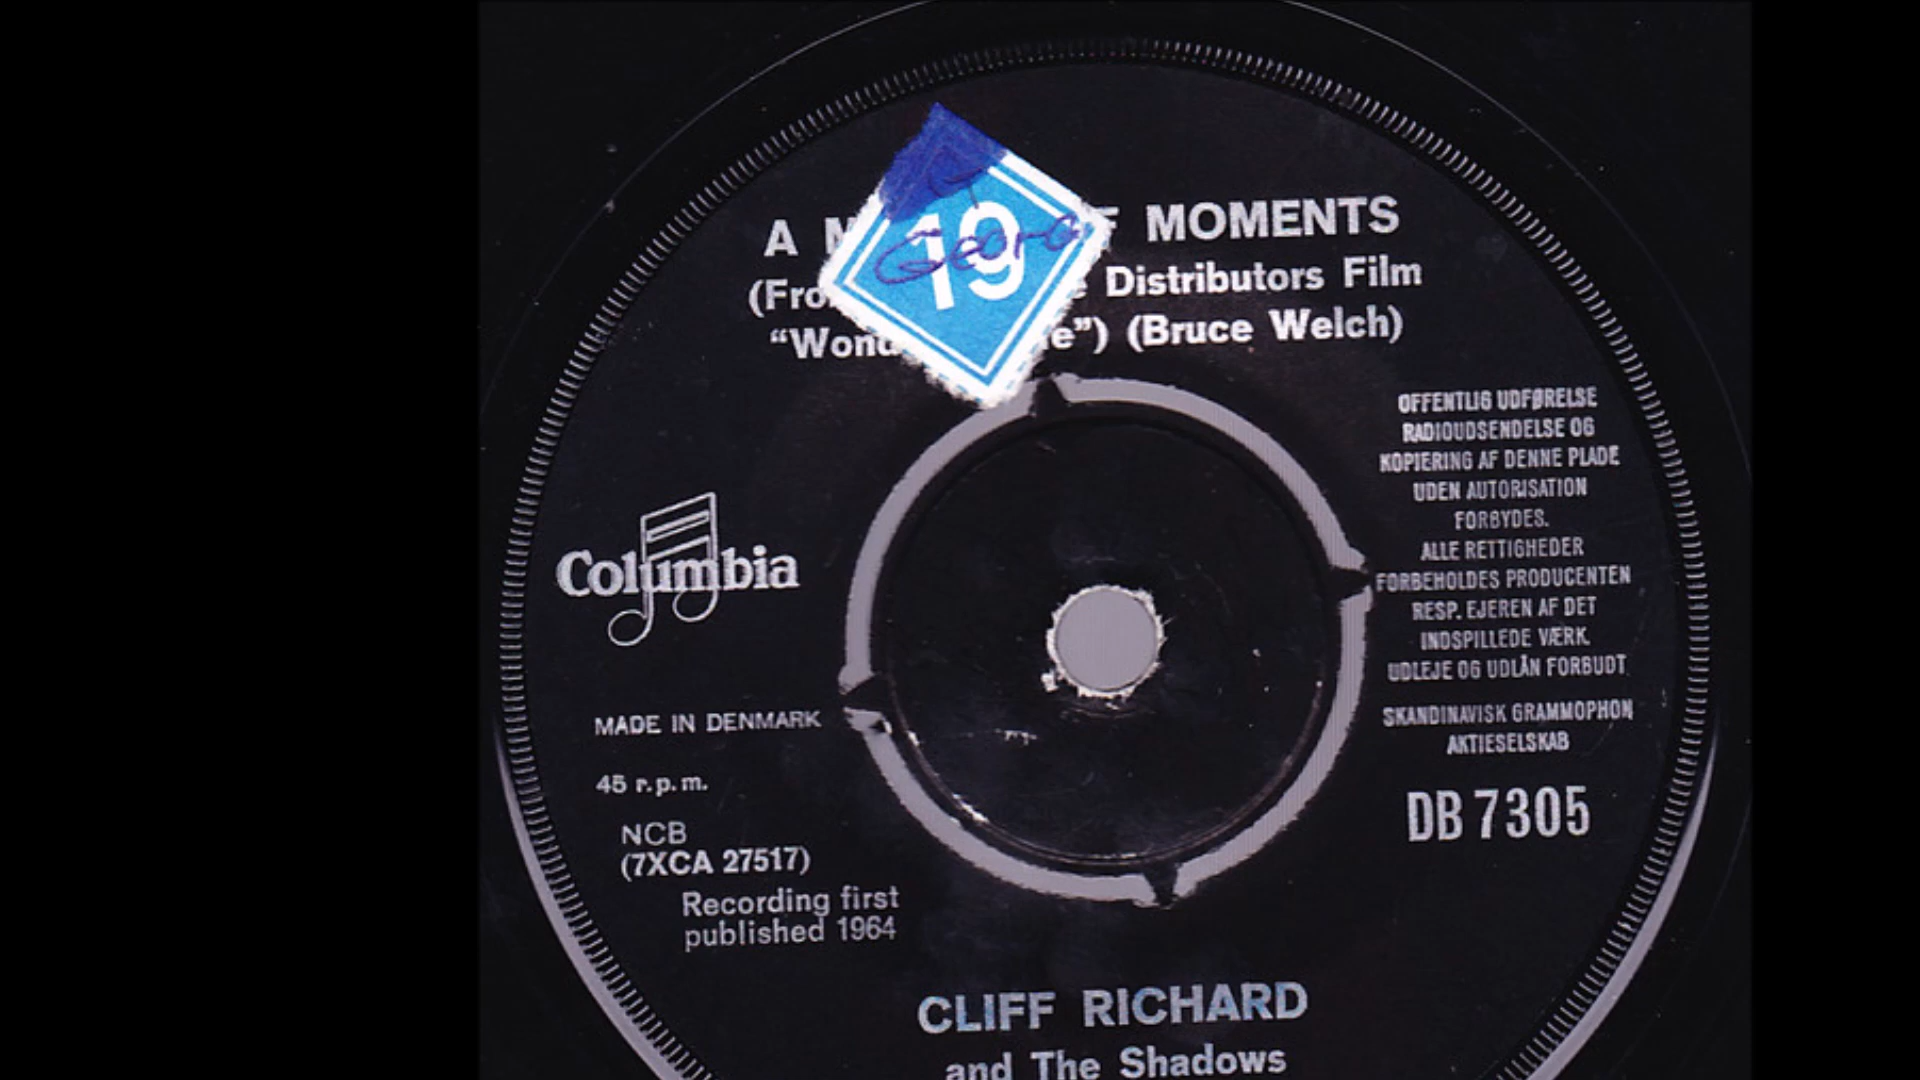 19
Georg
A M F MOMENTS
(Fro e Distributors Film
“Wond e”) (Bruce Welch)
Columbia
MADE IN DENMARK
45 r.p.m.
NCB
(7XCA 27517)
Recording first
published 1964
OFFENTLIG UDFØRELSE
RADIOUDSENDELSE OG
KOPIERING AF DENNE PLADE
UDEN AUTORISATION
FORBYDES.
ALLE RETTIGHEDER
FORBEHOLDES PRODUCENTEN
RESP. EJEREN AF DET
INDSPILLEDE VÆRK.
UDLEJE OG UDLÅN FORBUDT
SKANDINAVISK GRAMMOPHON
AKTIESELSKAB
DB 7305
CLIFF RICHARD
and The Shadows